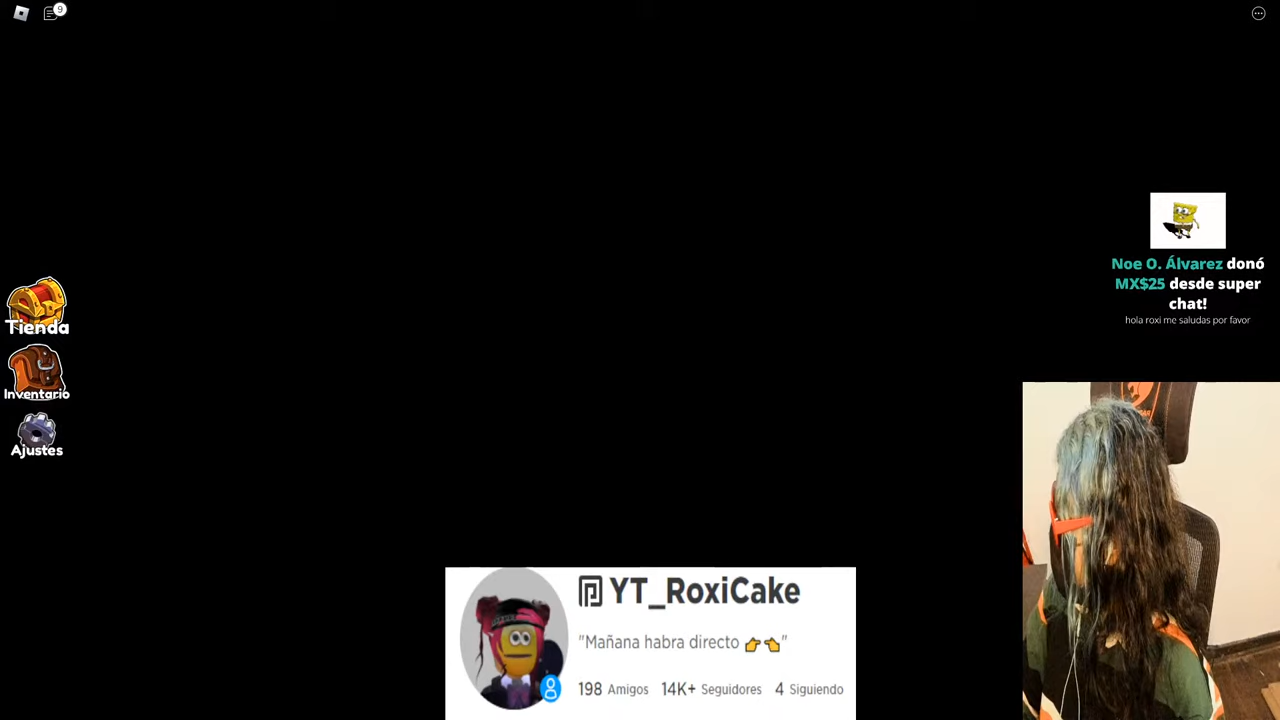 9
Noe O. Álvarez donó
MX$25 desde super
chat!
hola roxi me saludas por favor
Tienda
Inventario
Ajustes
YT_RoxiCake
"Mañana habra directo 👉👈"
198 Amigos 14K+ Seguidores 4 Siguiendo